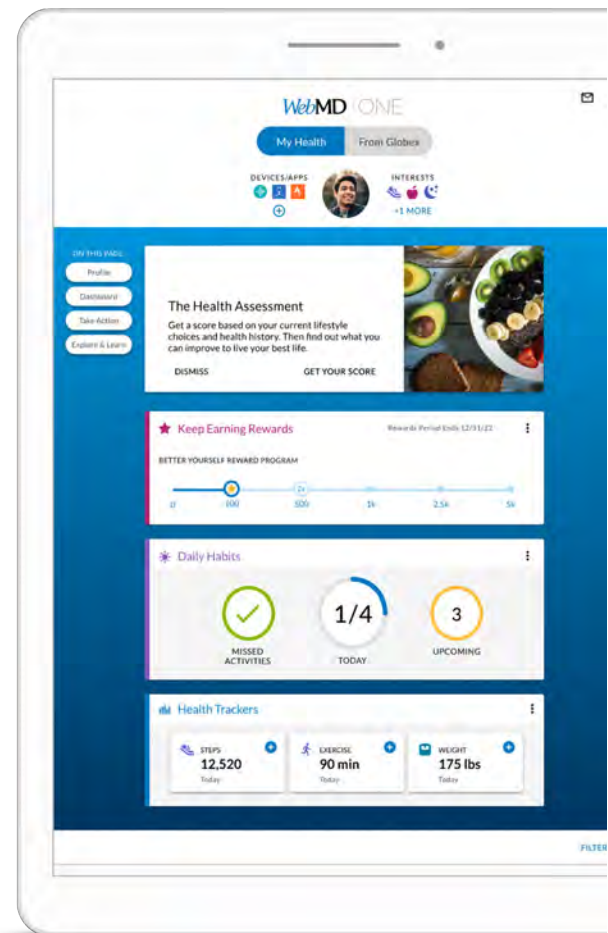 WebMD ONE
My Health From Globex
DEVICES/APPS
INTERESTS
+1 MORE
ON THIS PAGE
Profile
Dashboard
Take Action
Explore & Learn
The Health Assessment
Get a score based on your current lifestyle
choices and health history. Then find out what you
can improve to live your best life.
DISMISS GET YOUR SCORE
Keep Earning Rewards Rewards Period Ends 12/31/22
BETTER YOURSELF REWARD PROGRAM
2x
0 100 500 1k 2.5k 5k
Daily Habits
1/4 3
MISSED
ACTIVITIES
TODAY
UPCOMING
Health Trackers
STEPS EXERCISE WEIGHT
12,520 90 min 175 lbs
Today Today Today
FILTER